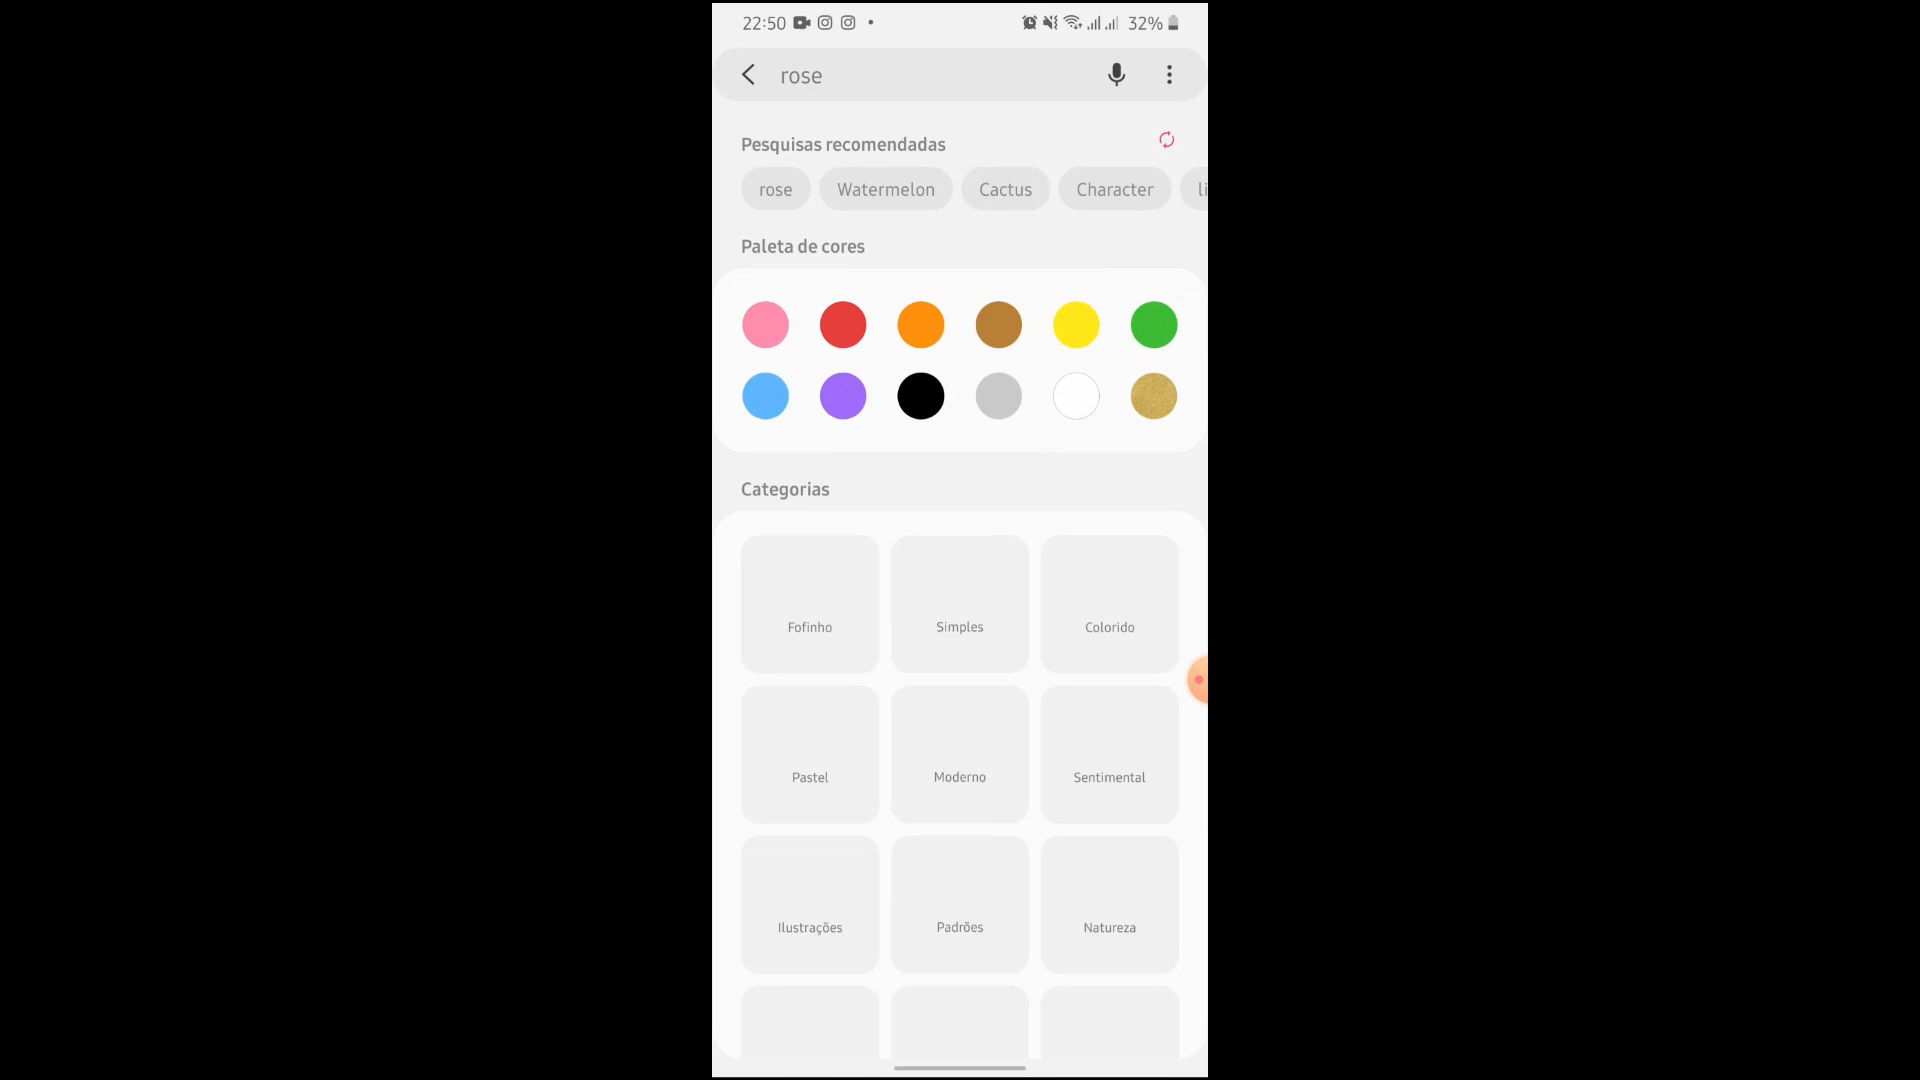 22:50 32%
rose
Pesquisas recomendadas
rose Watermelon Cactus Character li
Paleta de cores
Categorias
Fofinho Simples Colorido
Pastel Moderno Sentimental
Ilustrações Padrões Natureza